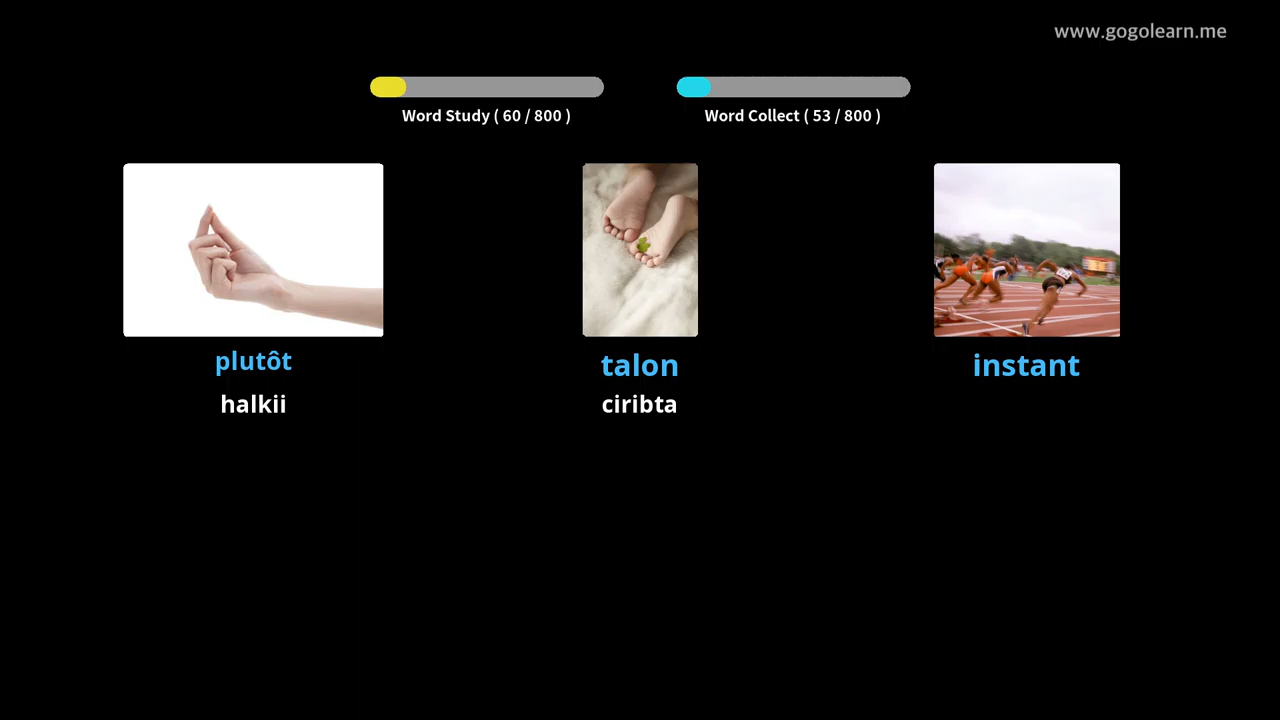 www.gogolearn.me
Word Study ( 60 / 800 )
Word Collect ( 53 / 800 )
plutôt
talon
instant
halkii
ciribta